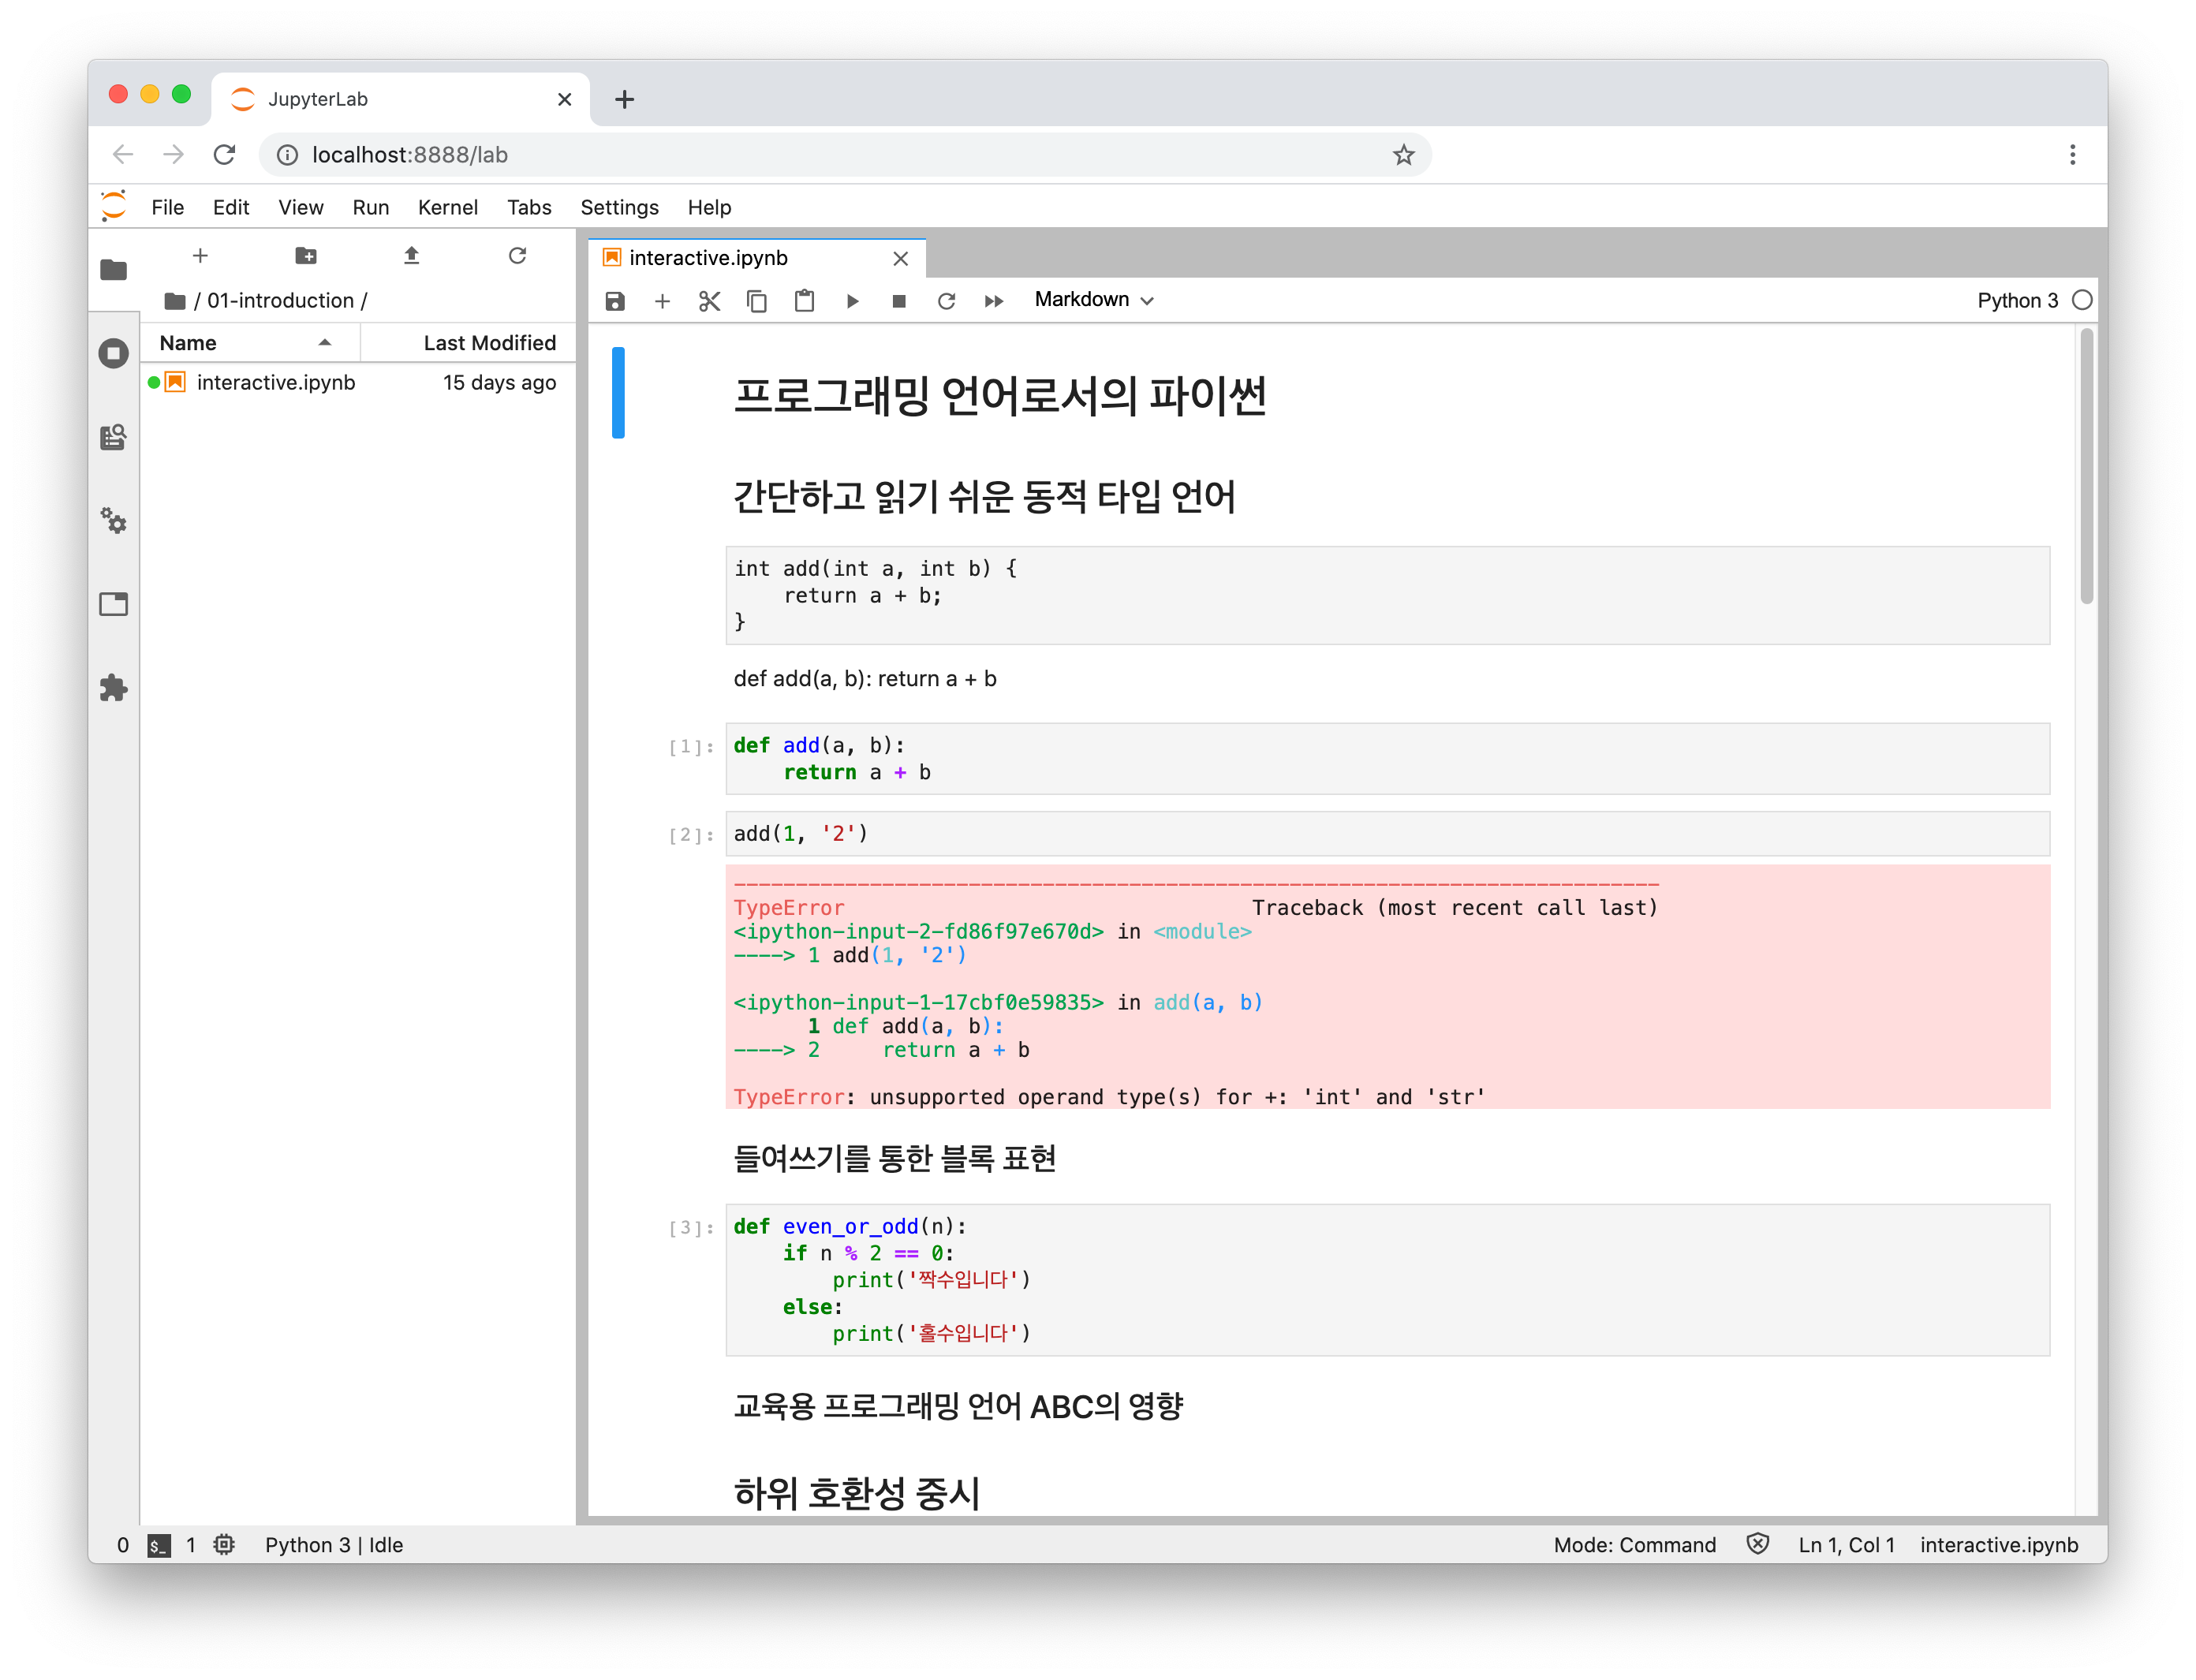 JupyterLab
localhost:8888/lab
File Edit View Run Kernel Tabs Settings Help
/ 01-introduction /
Name Last Modified
interactive.ipynb 15 days ago
interactive.ipynb
Markdown Python 3
프로그래밍 언어로서의 파이썬
간단하고 읽기 쉬운 동적 타입 언어
int add(int a, int b) {
    return a + b;
}
def add(a, b): return a + b
[1]: def add(a, b):
    return a + b
[2]: add(1, '2')
---------------------------------------------------------------------------
TypeError                                 Traceback (most recent call last)
<ipython-input-2-fd86f97e670d> in <module>
----> 1 add(1, '2')
<ipython-input-1-17cbf0e59835> in add(a, b)
      1 def add(a, b):
----> 2     return a + b
TypeError: unsupported operand type(s) for +: 'int' and 'str'
들여쓰기를 통한 블록 표현
[3]: def even_or_odd(n):
    if n % 2 == 0:
        print('짝수입니다')
    else:
        print('홀수입니다')
교육용 프로그래밍 언어 ABC의 영향
하위 호환성 중시
0 $_ 1 Python 3 | Idle Mode: Command Ln 1, Col 1 interactive.ipynb